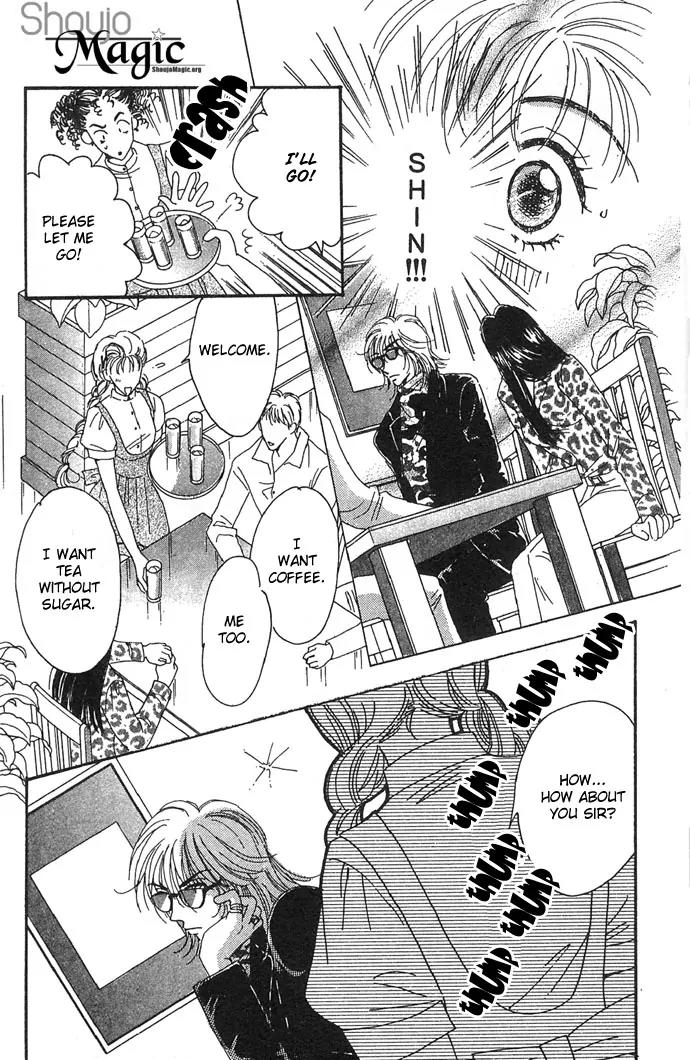 Shoujo
Magic
ShoujoMagic.org
SHIN!!!
crash
I'LL
GO!
PLEASE
LET ME
GO!
WELCOME.
I
WANT
COFFEE.
ME
TOO.
I WANT
TEA
WITHOUT
SUGAR.
thump
thump
thump
thump
thump
thump
thump
HOW...
HOW ABOUT
YOU SIR?